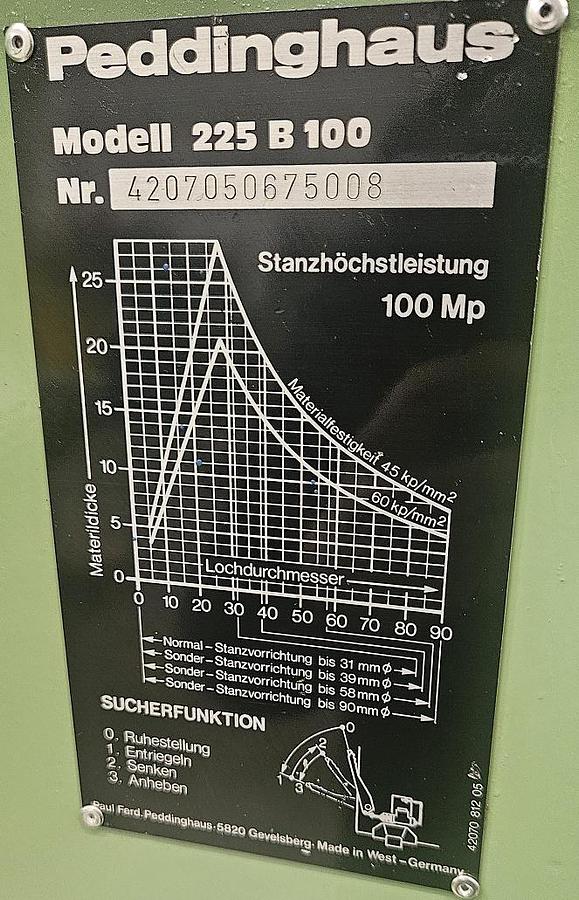 Peddinghaus
Modell 225 B 100
Nr. 4207050675008
Stanzhöchstleistung
100 Mp
25
20
15
10
5
0
Materildicke
Materialfestigkeit 45 kp/mm²
60 kp/mm²
Lochdurchmesser
0 10 20 30 40 50 60 70 80 90
Normal-Stanzvorrichtung bis 31 mm ø
Sonder-Stanzvorrichtung bis 39 mm ø
Sonder-Stanzvorrichtung bis 58 mm ø
Sonder-Stanzvorrichtung bis 90 mm ø
SUCHERFUNKTION
0. Ruhestellung
1. Entriegeln
2. Senken
3. Anheben
0
2
1
3
42070 812 05
Paul Ferd. Peddinghaus·5820 Gevelsberg·Made in West-Germany